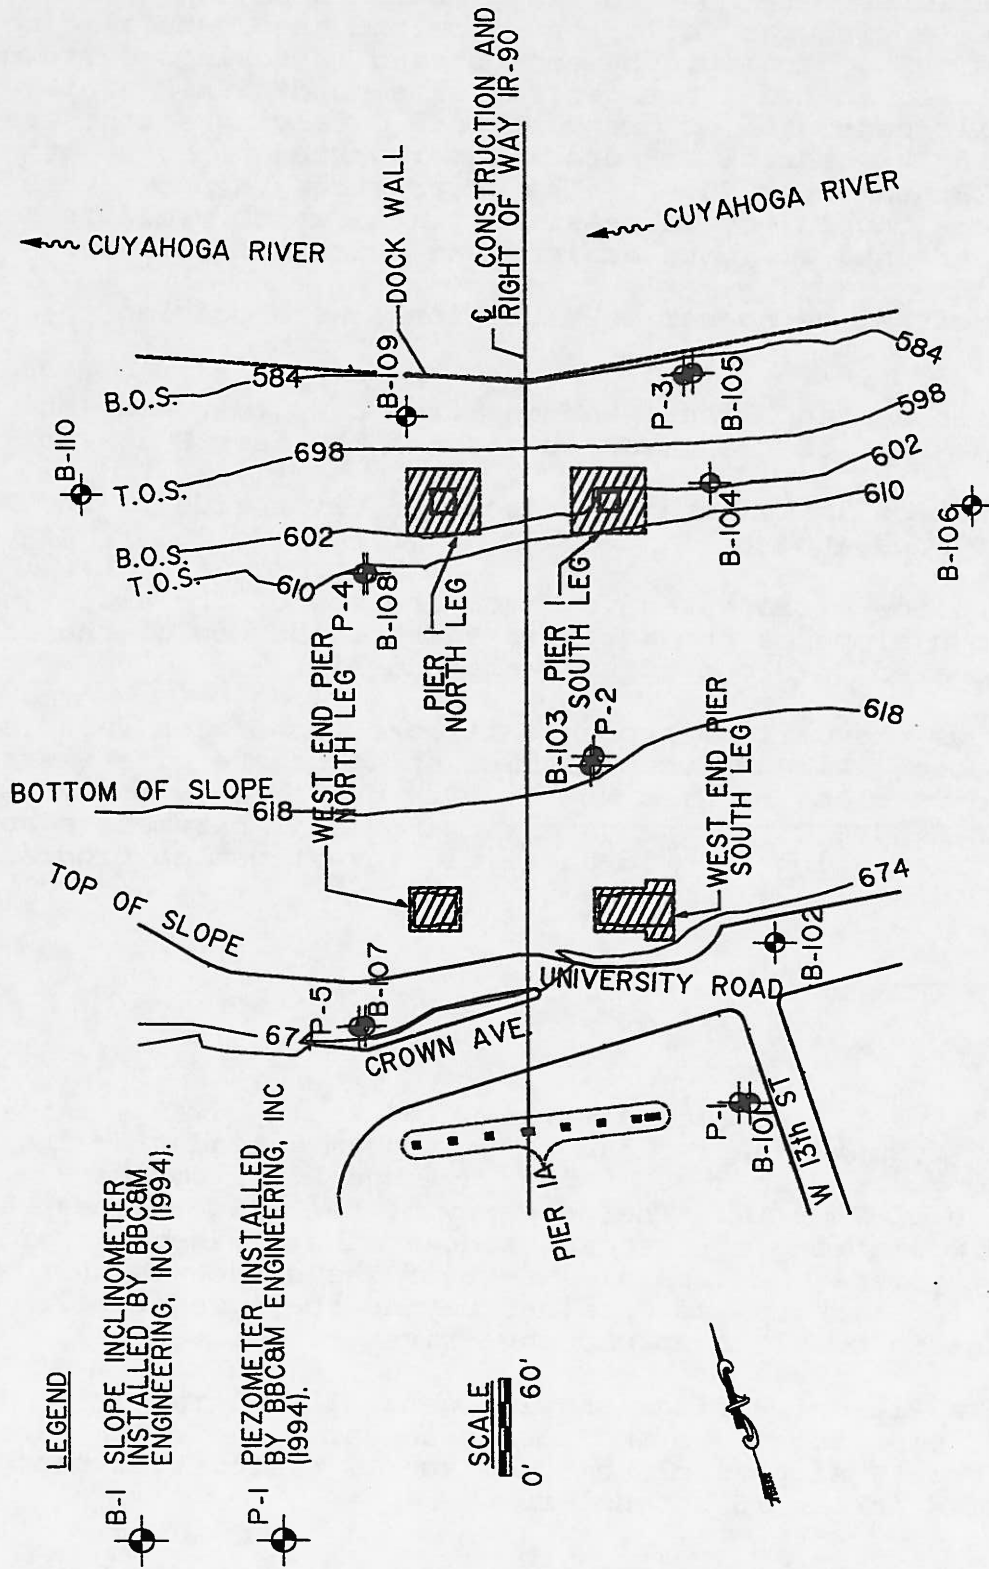 LEGEND
B-1 SLOPE INCLINOMETER
INSTALLED BY BBC&M
ENGINEERING, INC (1994).
P-1 PIEZOMETER INSTALLED
BY BBC&M ENGINEERING, INC
(1994).
SCALE
0' 60'
CUYAHOGA RIVER
CUYAHOGA RIVER
DOCK WALL
℄ CONSTRUCTION AND
RIGHT OF WAY IR-90
B-110
B-109
B.O.S.
584
584
P-3
B-105
T.O.S.
698
598
B.O.S.
602
602
T.O.S.
610
610
B-104
B-106
P-4
B-108
PIER 1
NORTH LEG
PIER 1
SOUTH LEG
B-103
P-2
WEST END PIER
NORTH LEG
WEST END PIER
SOUTH LEG
BOTTOM OF SLOPE
618
618
TOP OF SLOPE
674
67
B-102
P-5
B-107
UNIVERSITY ROAD
CROWN AVE.
P-1
B-101
W 13th ST
PIER 1A